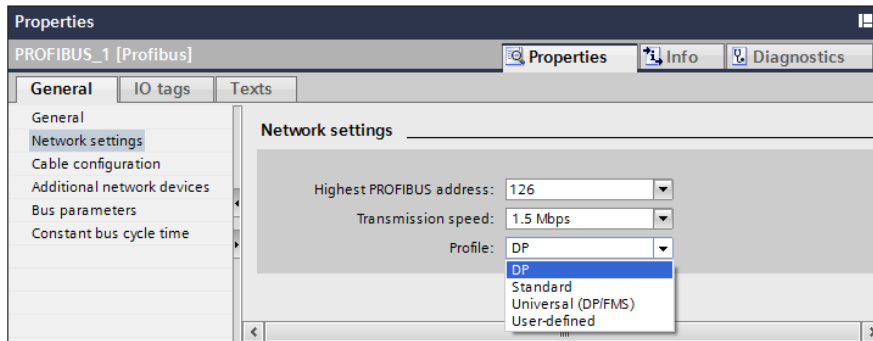 Properties
PROFIBUS_1 [Profibus]
Properties
Info
Diagnostics
General
IO tags
Texts
General
Network settings
Cable configuration
Additional network devices
Bus parameters
Constant bus cycle time
Network settings
Highest PROFIBUS address: 126
Transmission speed: 1.5 Mbps
Profile: DP
DP
Standard
Universal (DP/FMS)
User-defined